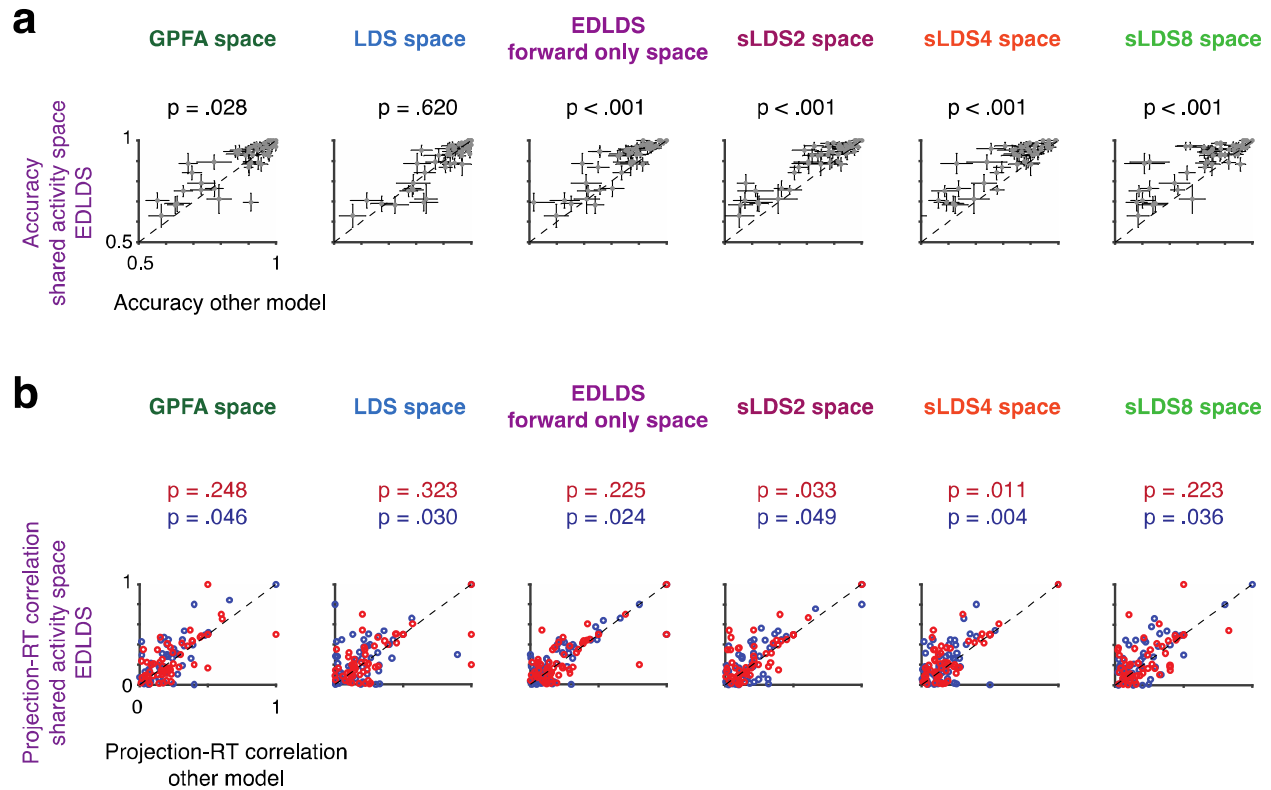 a
GPFA space
LDS space
EDLDS
forward only space
sLDS2 space
sLDS4 space
sLDS8 space
p = .028
p = .620
p < .001
p < .001
p < .001
p < .001
Accuracy
shared activity space
EDLDS
1
0.5
0.5
1
Accuracy other model
b
GPFA space
LDS space
EDLDS
forward only space
sLDS2 space
sLDS4 space
sLDS8 space
p = .248
p = .323
p = .225
p = .033
p = .011
p = .223
p = .046
p = .030
p = .024
p = .049
p = .004
p = .036
Projection-RT correlation
shared activity space
EDLDS
1
0
0
1
Projection-RT correlation
other model